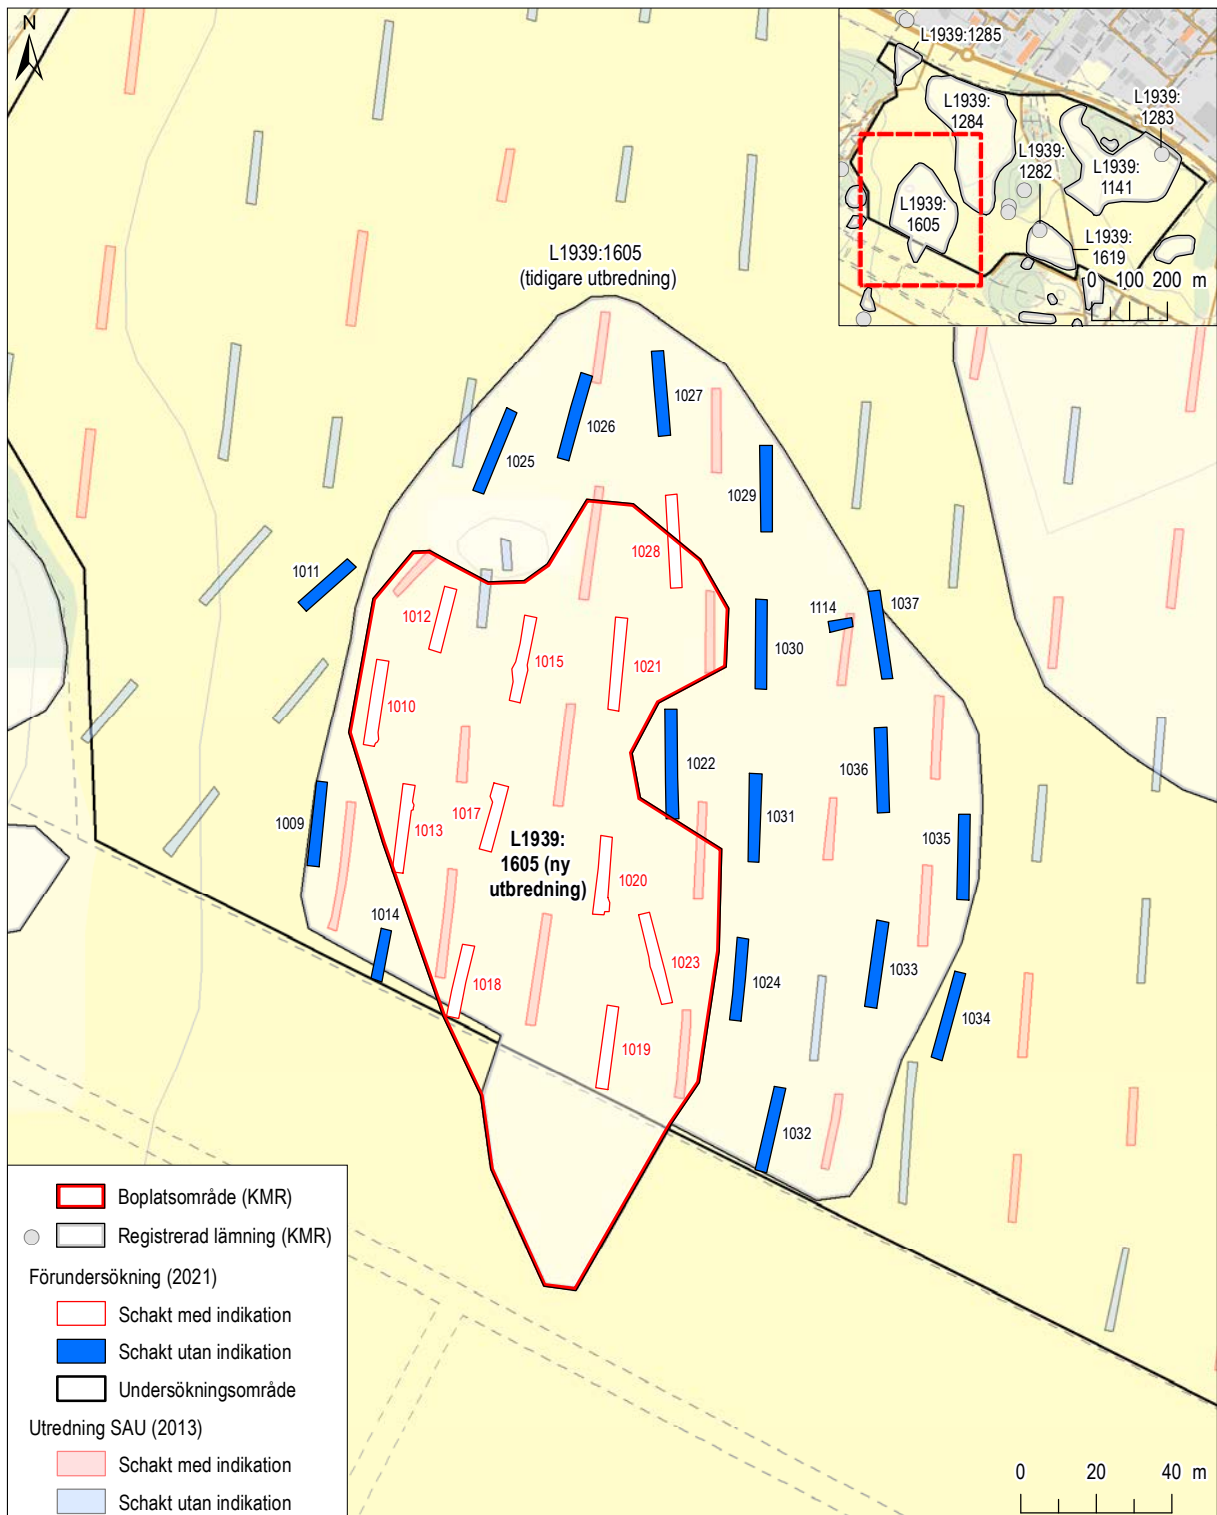 N
L1939:1285
L1939:
1284
L1939:
1283
L1939:
1282
L1939:
1141
L1939:
1605
L1939:
1619
0 100 200 m
L1939:1605
(tidigare utbredning)
1027
1026
1025
1029
1028
1011
1012
1114
1037
1015
1030
1021
1010
1022
1036
1017
1013
1031
1009
L1939:
1605 (ny
utbredning)
1035
1020
1014
1023
1018
1024
1033
1034
1019
1032
Boplatsområde (KMR)
Registrerad lämning (KMR)
Förundersökning (2021)
Schakt med indikation
Schakt utan indikation
Undersökningsområde
Utredning SAU (2013)
Schakt med indikation
Schakt utan indikation
0 20 40 m